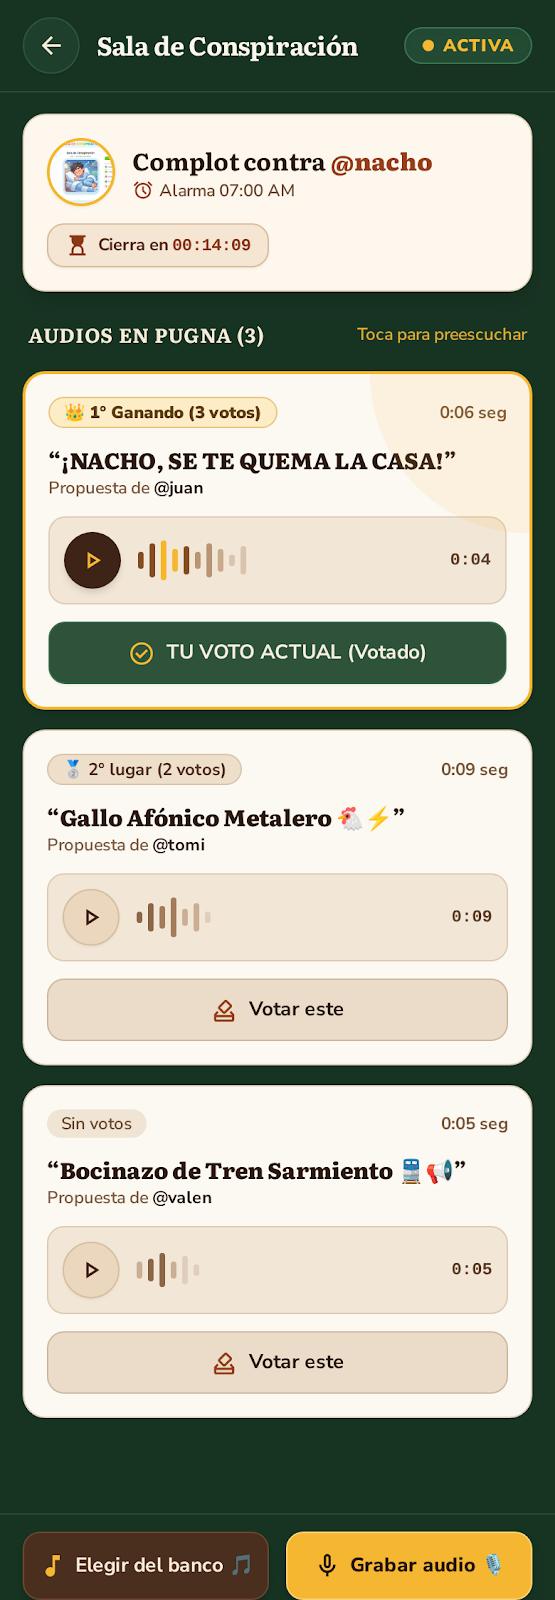 Sala de Conspiración
ACTIVA
Complot contra @nacho
Alarma 07:00 AM
Cierra en 00:14:09
AUDIOS EN PUGNA (3)
Toca para preescuchar
👑 1° Ganando (3 votos)
0:06 seg
“¡NACHO, SE TE QUEMA LA CASA!”
Propuesta de @juan
0:04
TU VOTO ACTUAL (Votado)
🥈 2° lugar (2 votos)
0:09 seg
“Gallo Afónico Metalero 🐔⚡”
Propuesta de @tomi
0:09
Votar este
Sin votos
0:05 seg
“Bocinazo de Tren Sarmiento 🚆📢”
Propuesta de @valen
0:05
Votar este
Elegir del banco 🎵
Grabar audio 🎙️